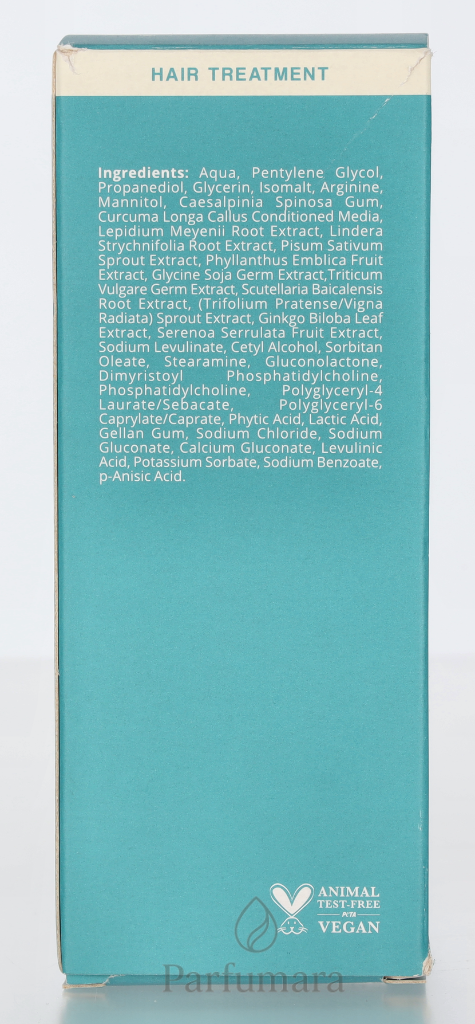 HAIR TREATMENT
Ingredients: Aqua, Pentylene Glycol,
Propanediol, Glycerin, Isomalt, Arginine,
Mannitol, Caesalpinia Spinosa Gum,
Curcuma Longa Callus Conditioned Media,
Lepidium Meyenii Root Extract, Lindera
Strychnifolia Root Extract, Pisum Sativum
Sprout Extract, Phyllanthus Emblica Fruit
Extract, Glycine Soja Germ Extract,Triticum
Vulgare Germ Extract, Scutellaria Baicalensis
Root Extract, (Trifolium Pratense/Vigna
Radiata) Sprout Extract, Ginkgo Biloba Leaf
Extract, Serenoa Serrulata Fruit Extract,
Sodium Levulinate, Cetyl Alcohol, Sorbitan
Oleate, Stearamine, Gluconolactone,
Dimyristoyl Phosphatidylcholine,
Phosphatidylcholine, Polyglyceryl-4
Laurate/Sebacate, Polyglyceryl-6
Caprylate/Caprate, Phytic Acid, Lactic Acid,
Gellan Gum, Sodium Chloride, Sodium
Gluconate, Calcium Gluconate, Levulinic
Acid, Potassium Sorbate, Sodium Benzoate,
p-Anisic Acid.
ANIMAL
TEST-FREE
PETA
VEGAN
Parfumara